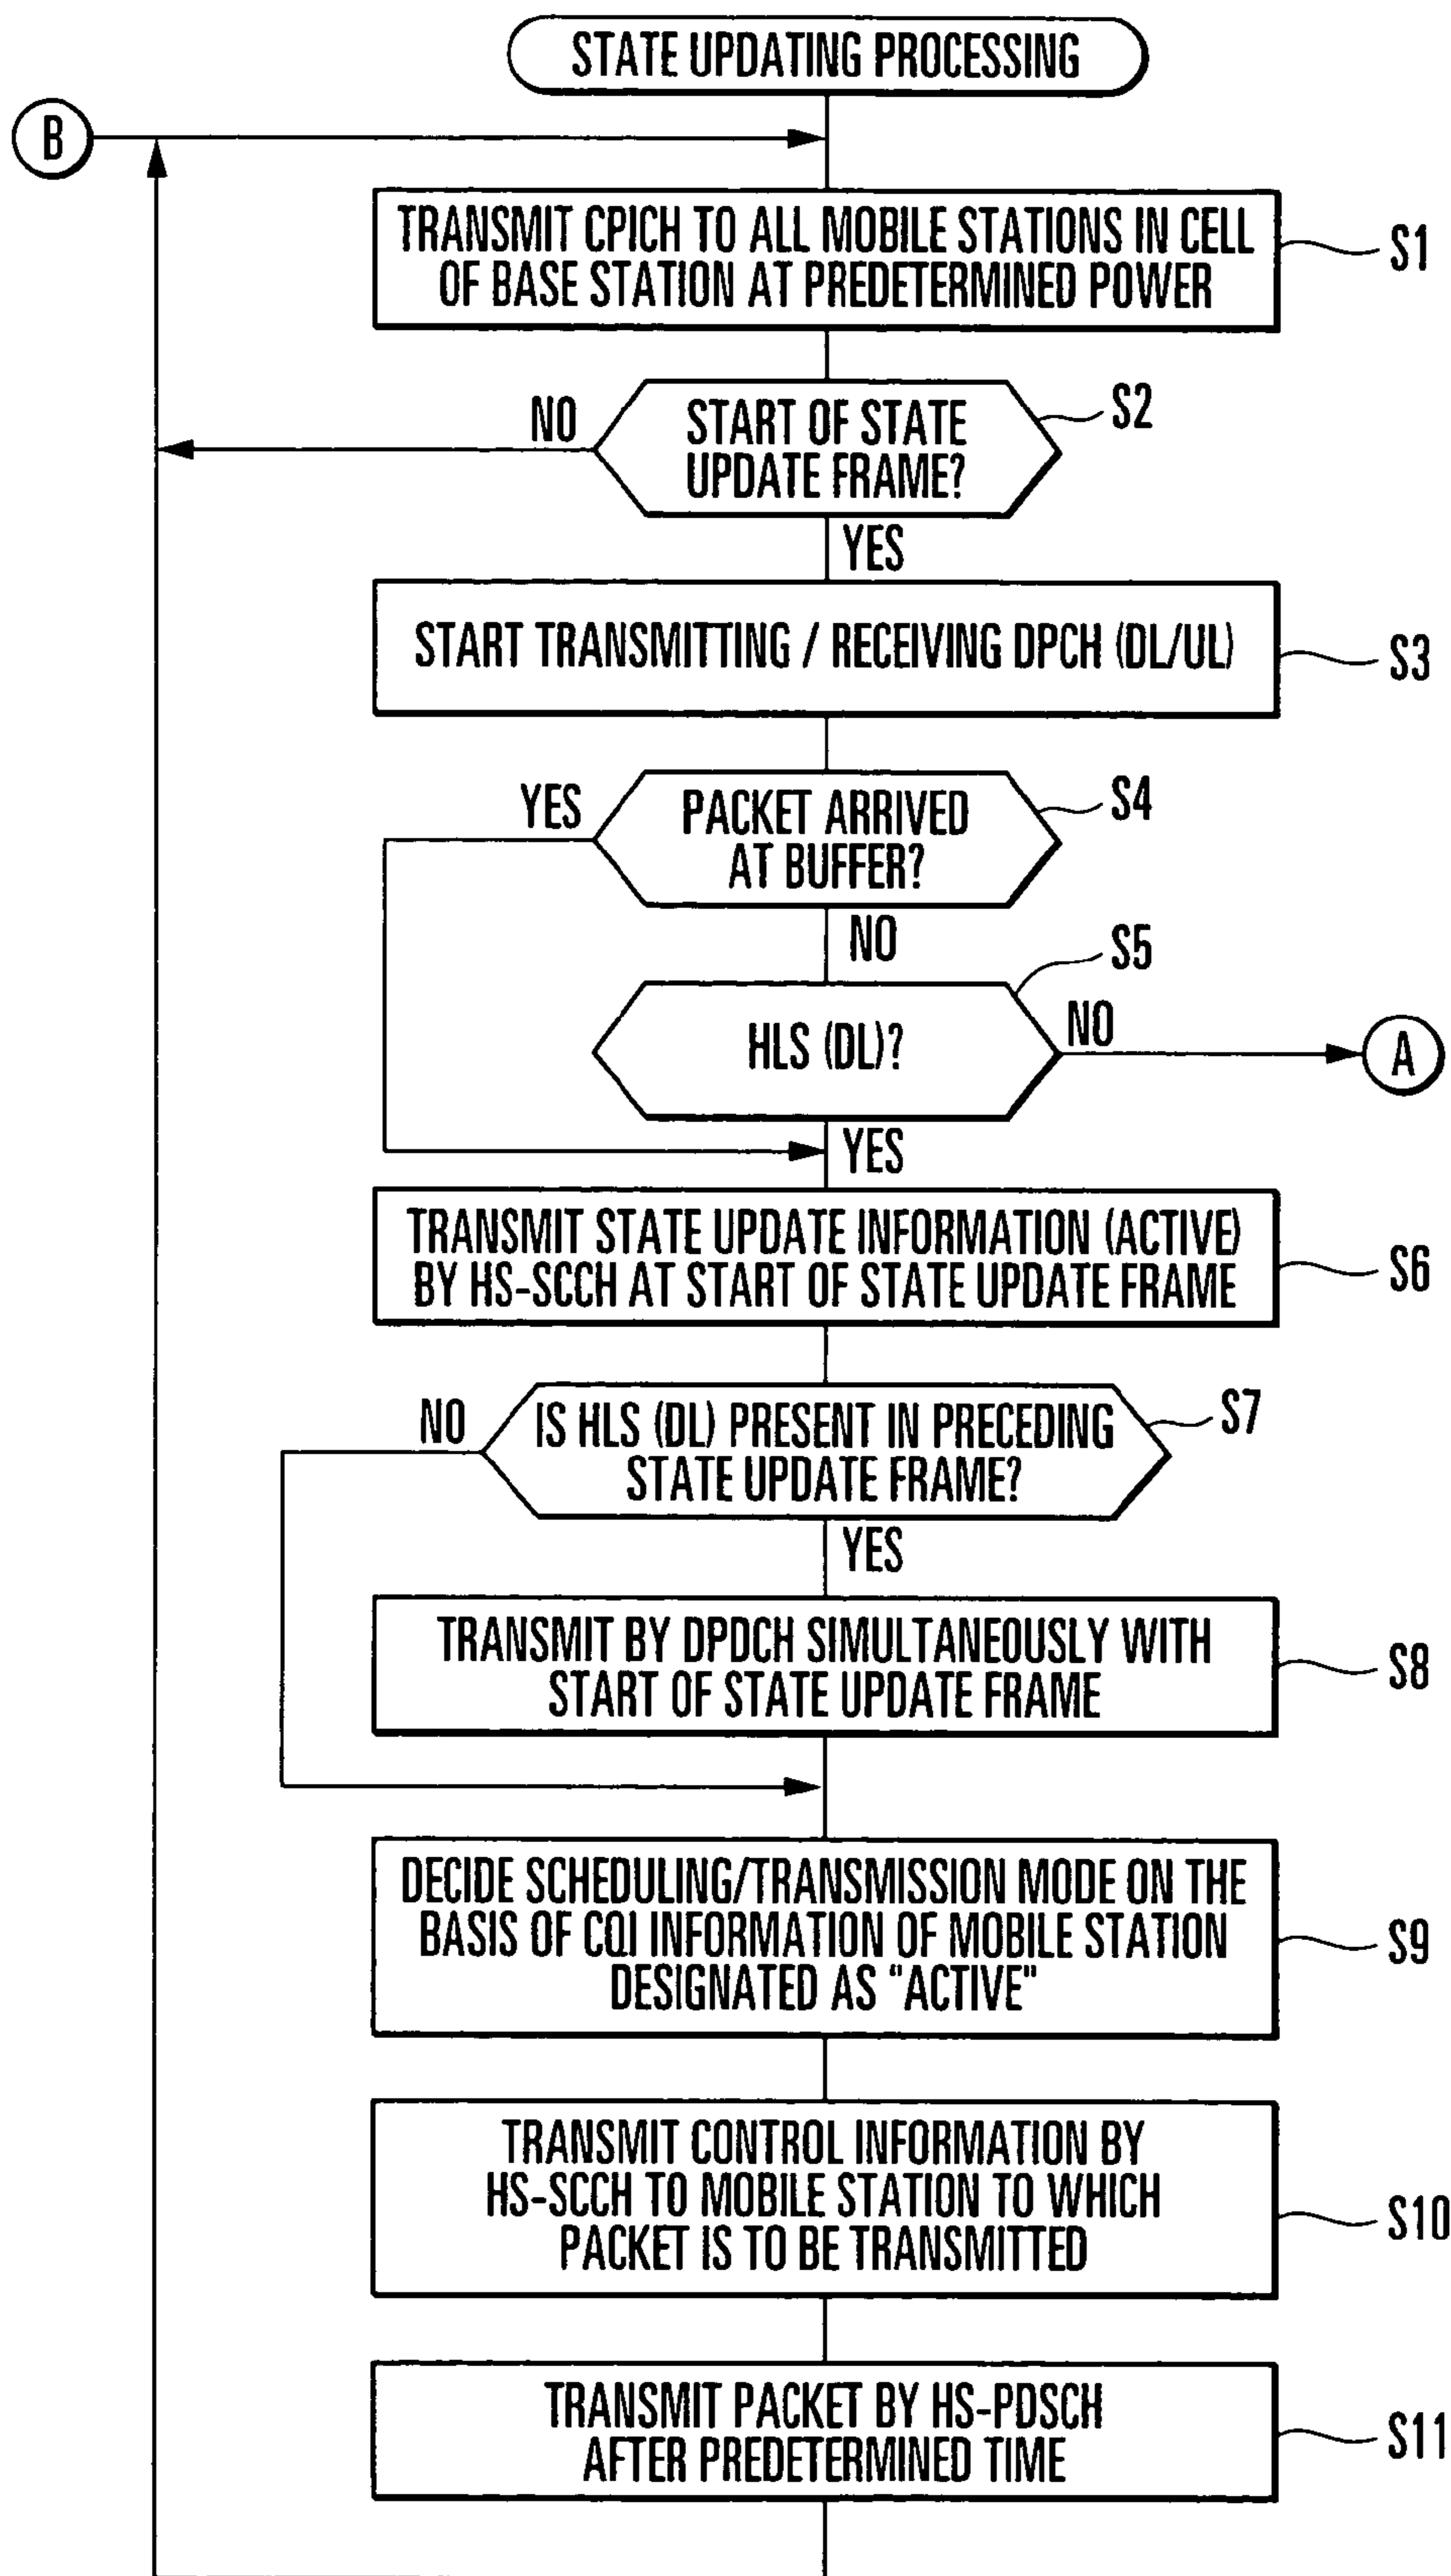 STATE UPDATING PROCESSING
B
TRANSMIT CPICH TO ALL MOBILE STATIONS IN CELL
OF BASE STATION AT PREDETERMINED POWER
S1
NO
START OF STATE
UPDATE FRAME?
S2
YES
START TRANSMITTING / RECEIVING DPCH (DL/UL)
S3
YES
PACKET ARRIVED
AT BUFFER?
S4
NO
S5
HLS (DL)?
NO
A
YES
TRANSMIT STATE UPDATE INFORMATION (ACTIVE)
BY HS-SCCH AT START OF STATE UPDATE FRAME
S6
NO
IS HLS (DL) PRESENT IN PRECEDING
STATE UPDATE FRAME?
S7
YES
TRANSMIT BY DPDCH SIMULTANEOUSLY WITH
START OF STATE UPDATE FRAME
S8
DECIDE SCHEDULING/TRANSMISSION MODE ON THE
BASIS OF CQI INFORMATION OF MOBILE STATION
DESIGNATED AS "ACTIVE"
S9
TRANSMIT CONTROL INFORMATION BY
HS-SCCH TO MOBILE STATION TO WHICH
PACKET IS TO BE TRANSMITTED
S10
TRANSMIT PACKET BY HS-PDSCH
AFTER PREDETERMINED TIME
S11